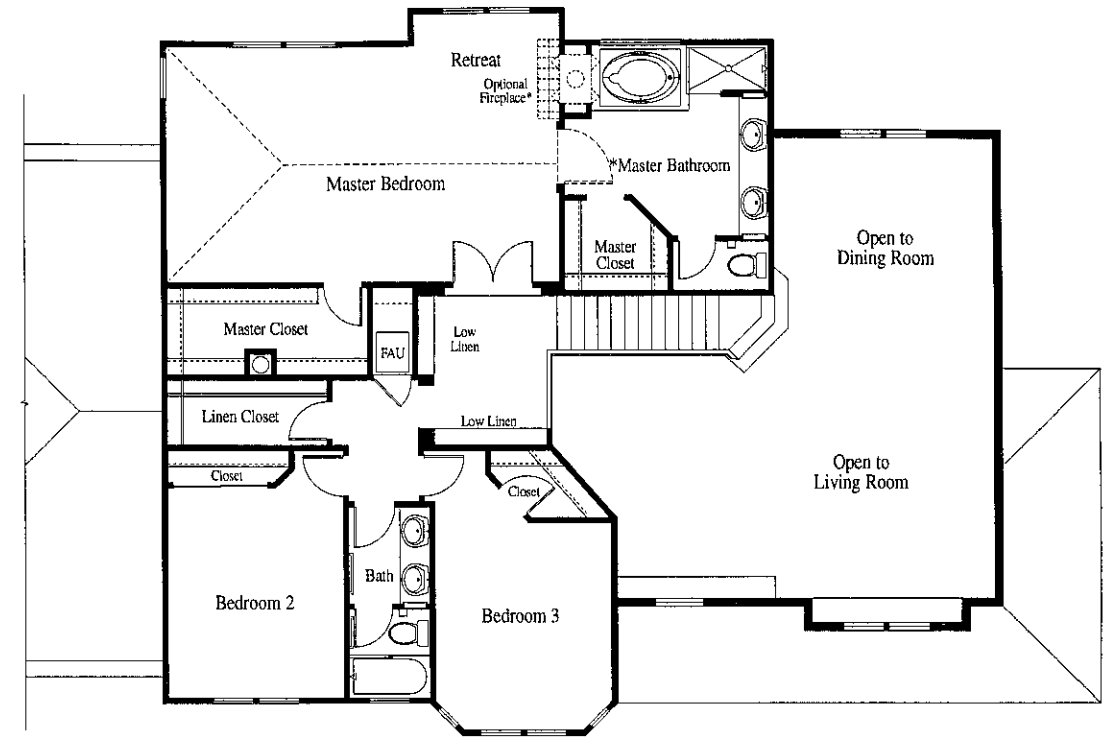 Retreat
Optional
Fireplace*
*Master Bathroom
Master Bedroom
Open to
Dining Room
Master
Closet
Master Closet
Low
Linen
FAU
Linen Closet
Low Linen
Closet
Closet
Open to
Living Room
Bath
Bedroom 2
Bedroom 3